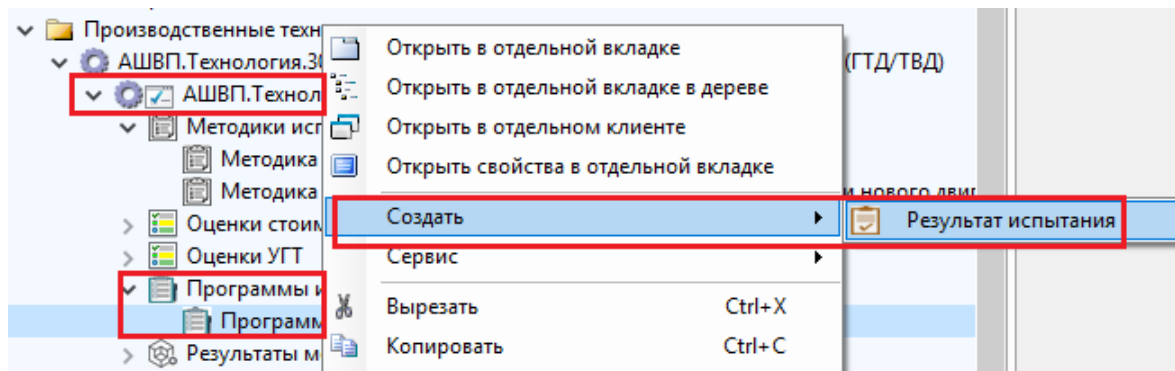 Производственные техн
АШВП.Технология.30 (ГТД/ТВД)
АШВП.Технол
Методики исп
Методика
Методика и нового двиг
Оценки стоим
Оценки УГТ
Программы и
Программ
Результаты м
Открыть в отдельной вкладке
Открыть в отдельной вкладке в дереве
Открыть в отдельном клиенте
Открыть свойства в отдельной вкладке
Создать
Сервис
Вырезать Ctrl+X
Копировать Ctrl+C
Результат испытания